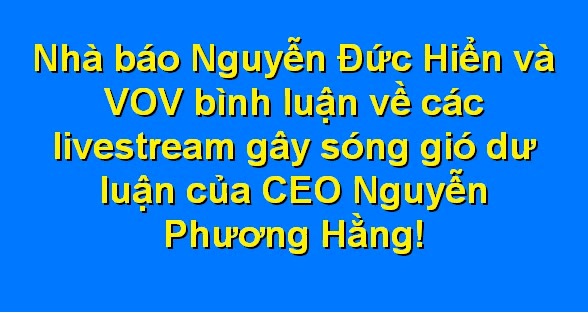 Nhà báo Nguyễn Đức Hiển và
VOV bình luận về các
livestream gây sóng gió dư
luận của CEO Nguyễn
Phương Hằng!